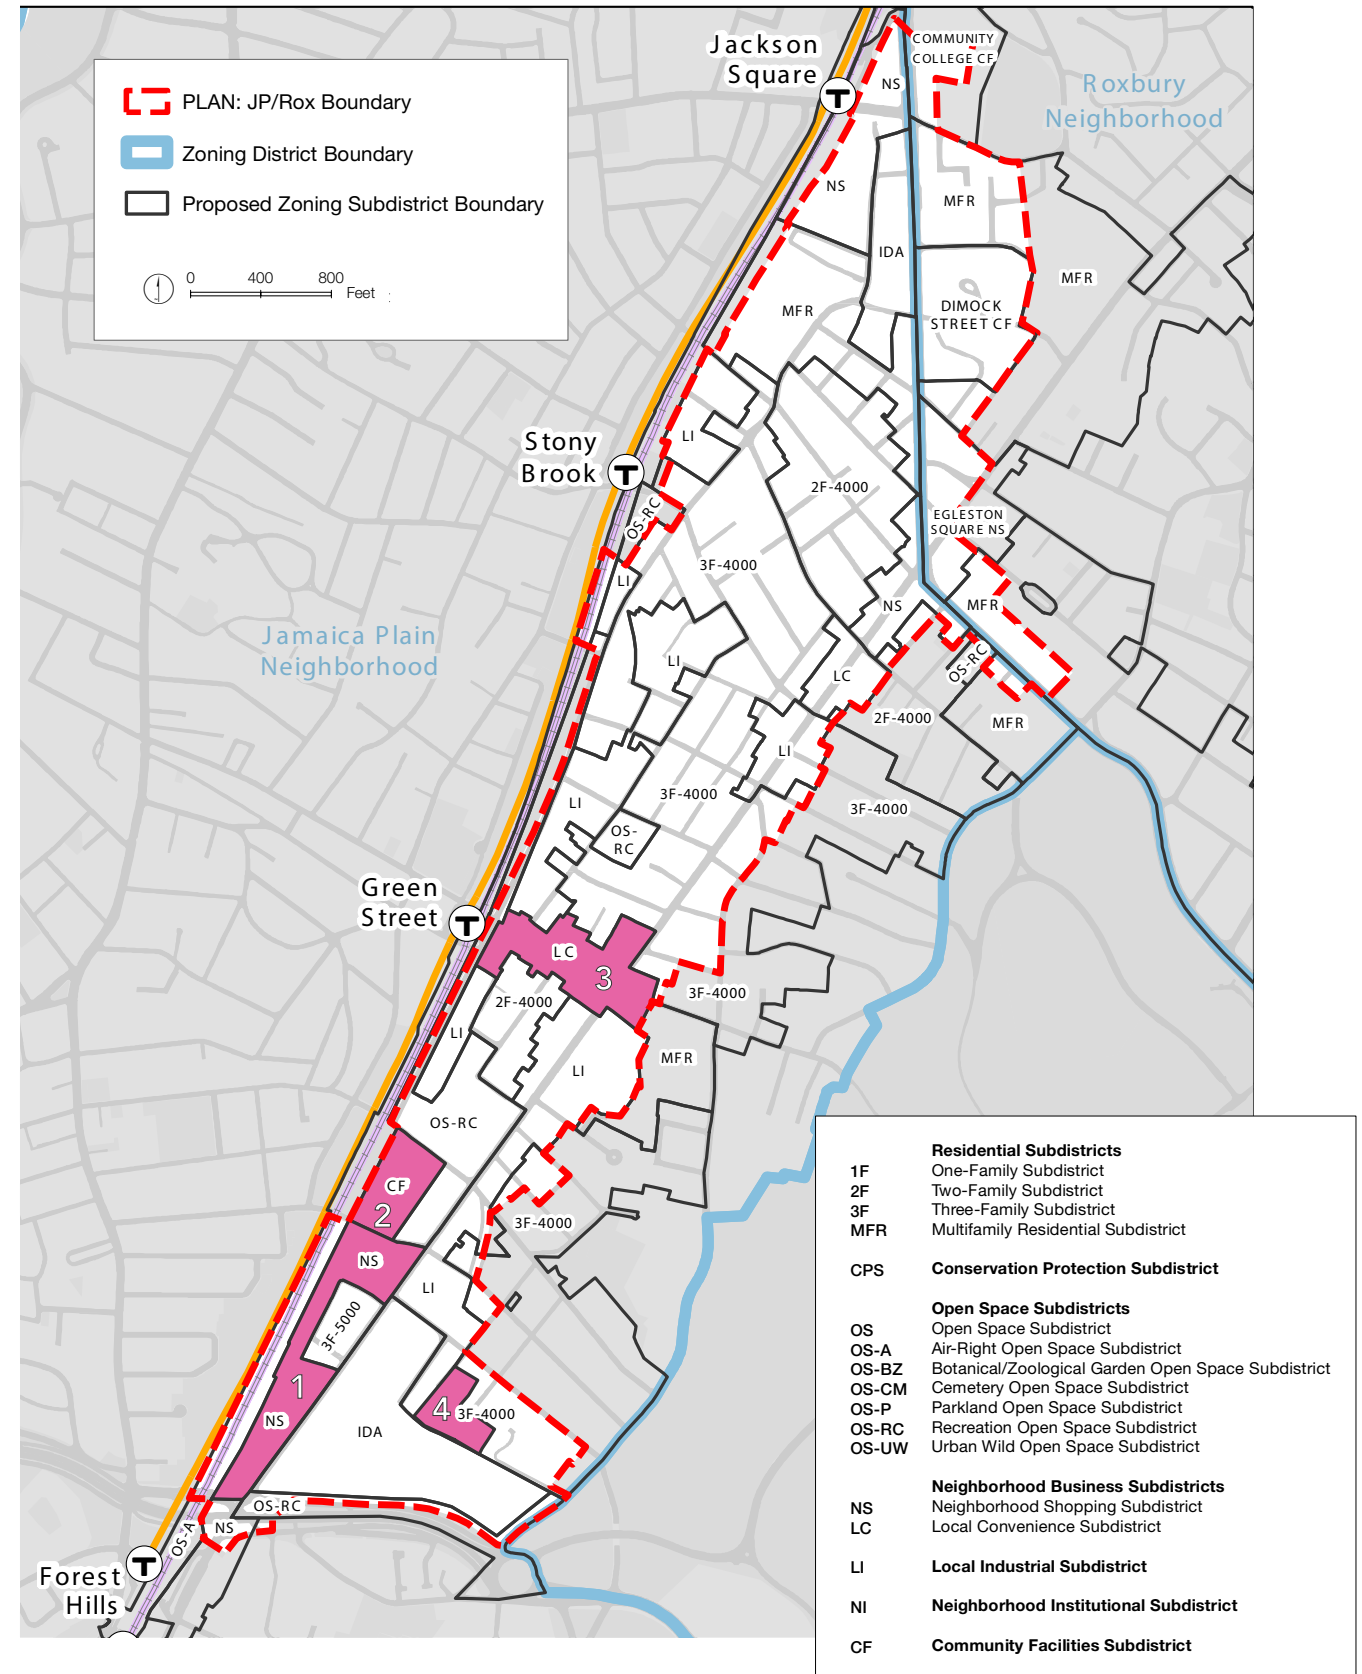 Jackson
Square
COMMUNITY
COLLEGE CF
NS
Roxbury
Neighborhood
PLAN: JP/Rox Boundary
Zoning District Boundary
Proposed Zoning Subdistrict Boundary
0 400 800
Feet
NS
MFR
IDA
MFR
MFR
DIMOCK
STREET CF
LI
Stony
Brook
2F-4000
OS-RC
EGLESTON
SQUARE NS
3F-4000
LI
NS
MFR
Jamaica Plain
Neighborhood
LI
OS-RC
LC
2F-4000
MFR
LI
3F-4000
LI
3F-4000
OS-
RC
Green
Street
LC
3
3F-4000
2F-4000
LI
MFR
LI
OS-RC
CF
2
3F-4000
NS
LI
3F-5000
1
4
3F-4000
NS
IDA
OS-RC
NS
OS-A
Forest
Hills
T
T
T
T
Residential Subdistricts
1F One-Family Subdistrict
2F Two-Family Subdistrict
3F Three-Family Subdistrict
MFR Multifamily Residential Subdistrict
CPS Conservation Protection Subdistrict
Open Space Subdistricts
OS Open Space Subdistrict
OS-A Air-Right Open Space Subdistrict
OS-BZ Botanical/Zoological Garden Open Space Subdistrict
OS-CM Cemetery Open Space Subdistrict
OS-P Parkland Open Space Subdistrict
OS-RC Recreation Open Space Subdistrict
OS-UW Urban Wild Open Space Subdistrict
Neighborhood Business Subdistricts
NS Neighborhood Shopping Subdistrict
LC Local Convenience Subdistrict
LI Local Industrial Subdistrict
NI Neighborhood Institutional Subdistrict
CF Community Facilities Subdistrict